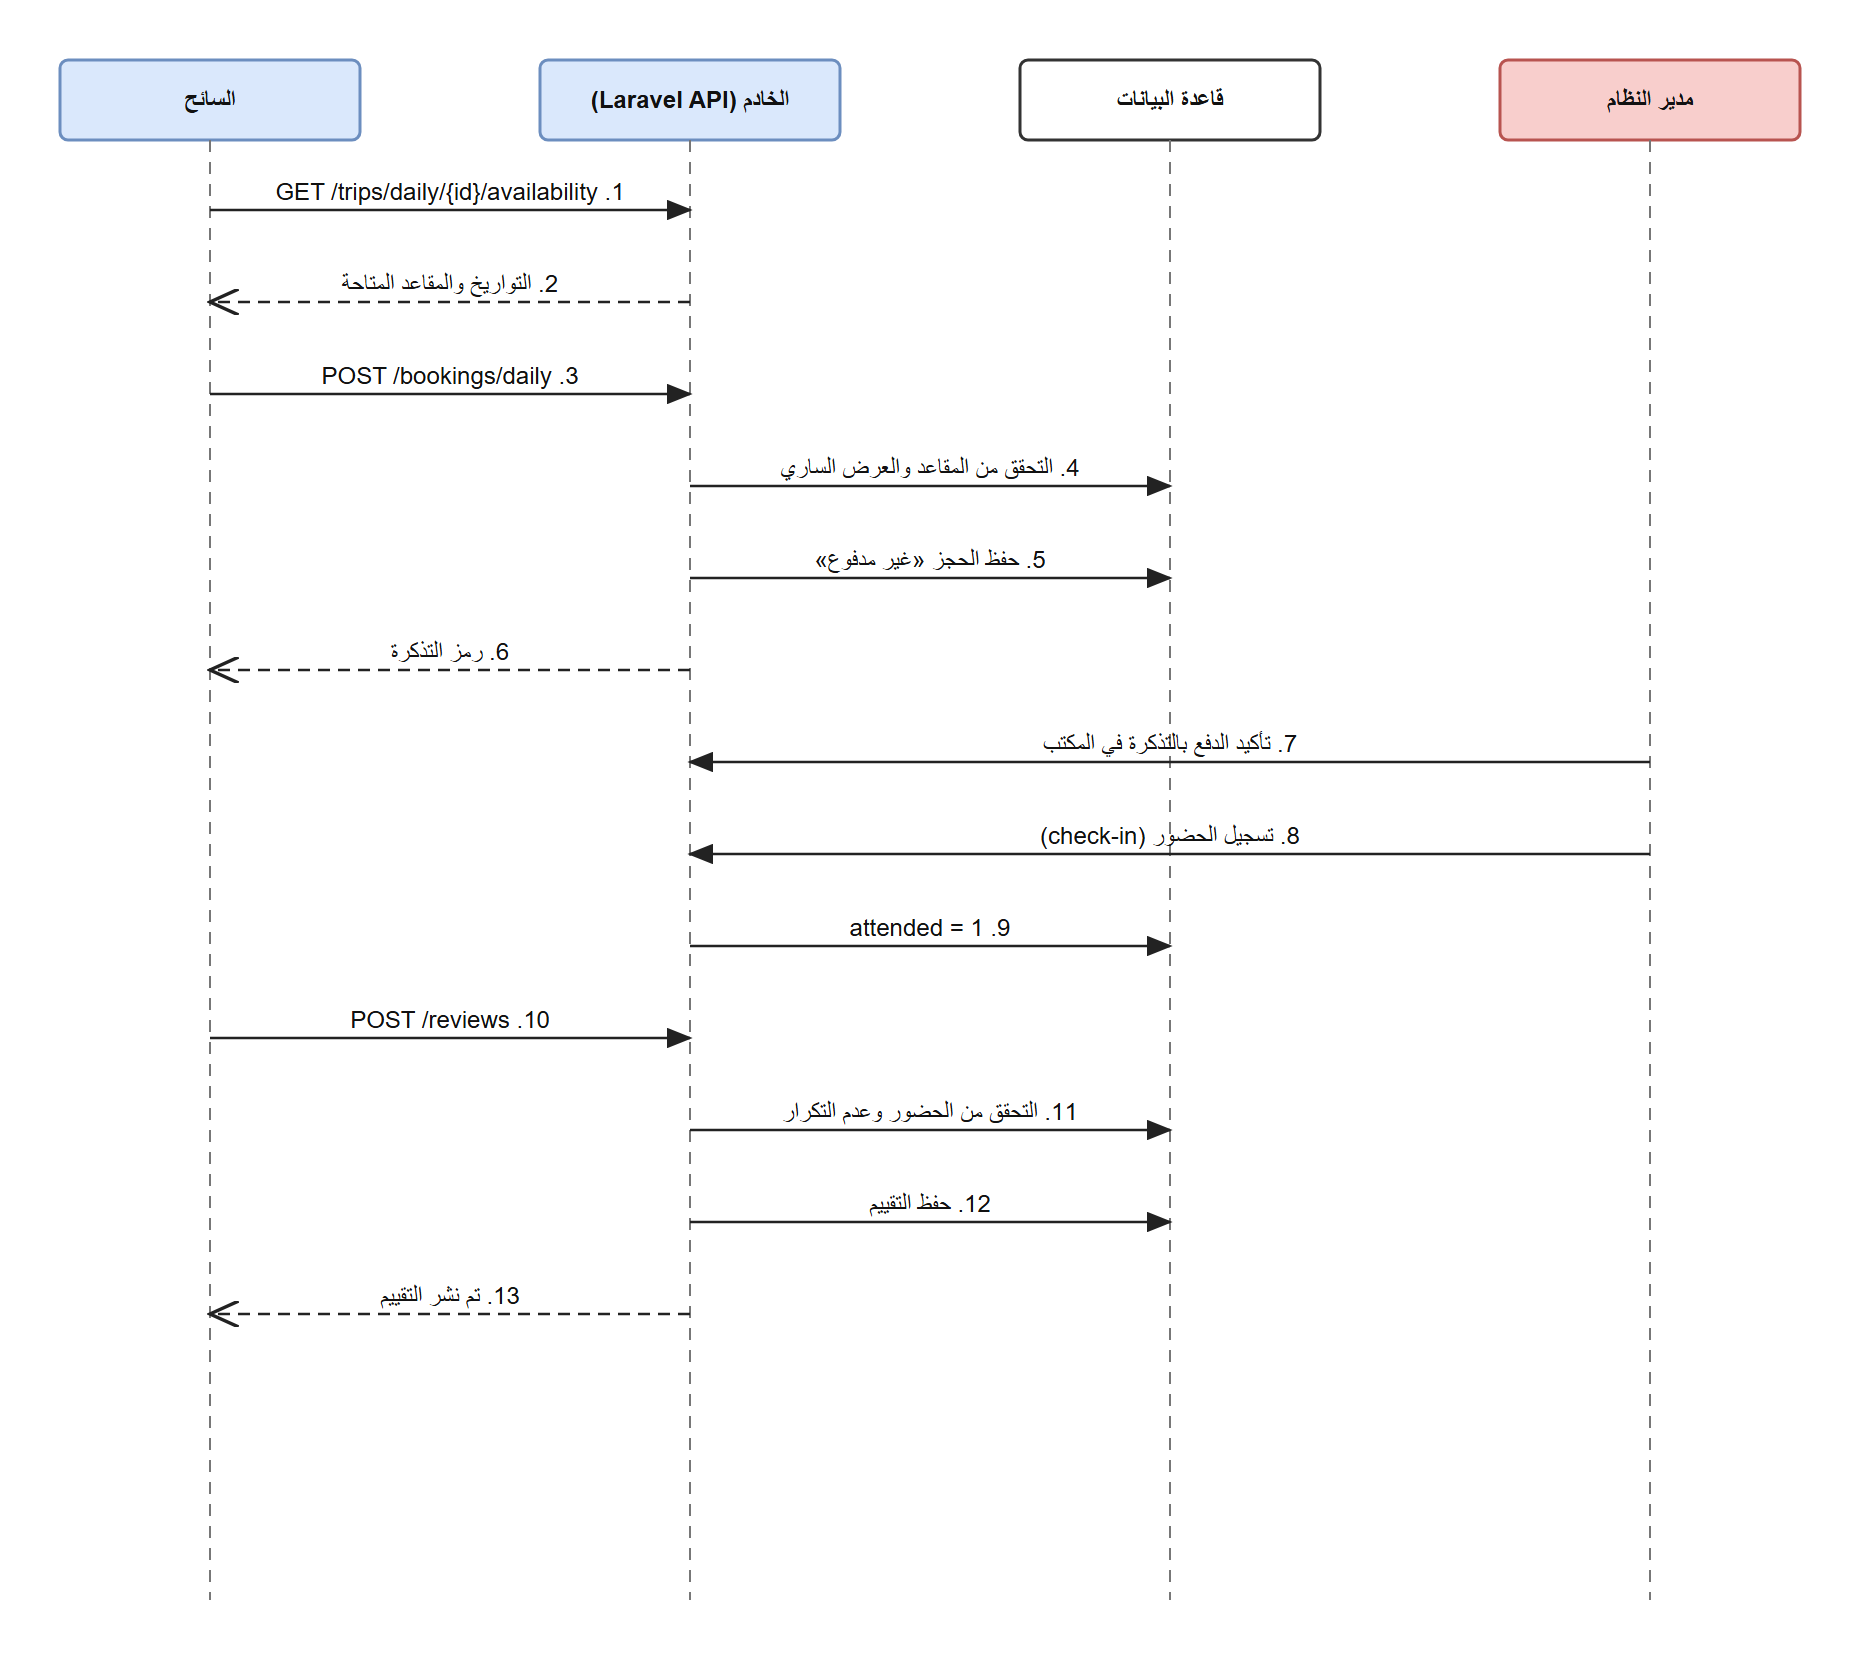 السائح
الخادم (Laravel API)
قاعدة البيانات
مدير النظام
1. GET /trips/daily/{id}/availability
2. التواريخ والمقاعد المتاحة
3. POST /bookings/daily
4. التحقق من المقاعد والعرض الساري
5. حفظ الحجز «غير مدفوع»
6. رمز التذكرة
7. تأكيد الدفع بالتذكرة في المكتب
8. تسجيل الحضور (check-in)
9. attended = 1
10. POST /reviews
11. التحقق من الحضور وعدم التكرار
12. حفظ التقييم
13. تم نشر التقييم